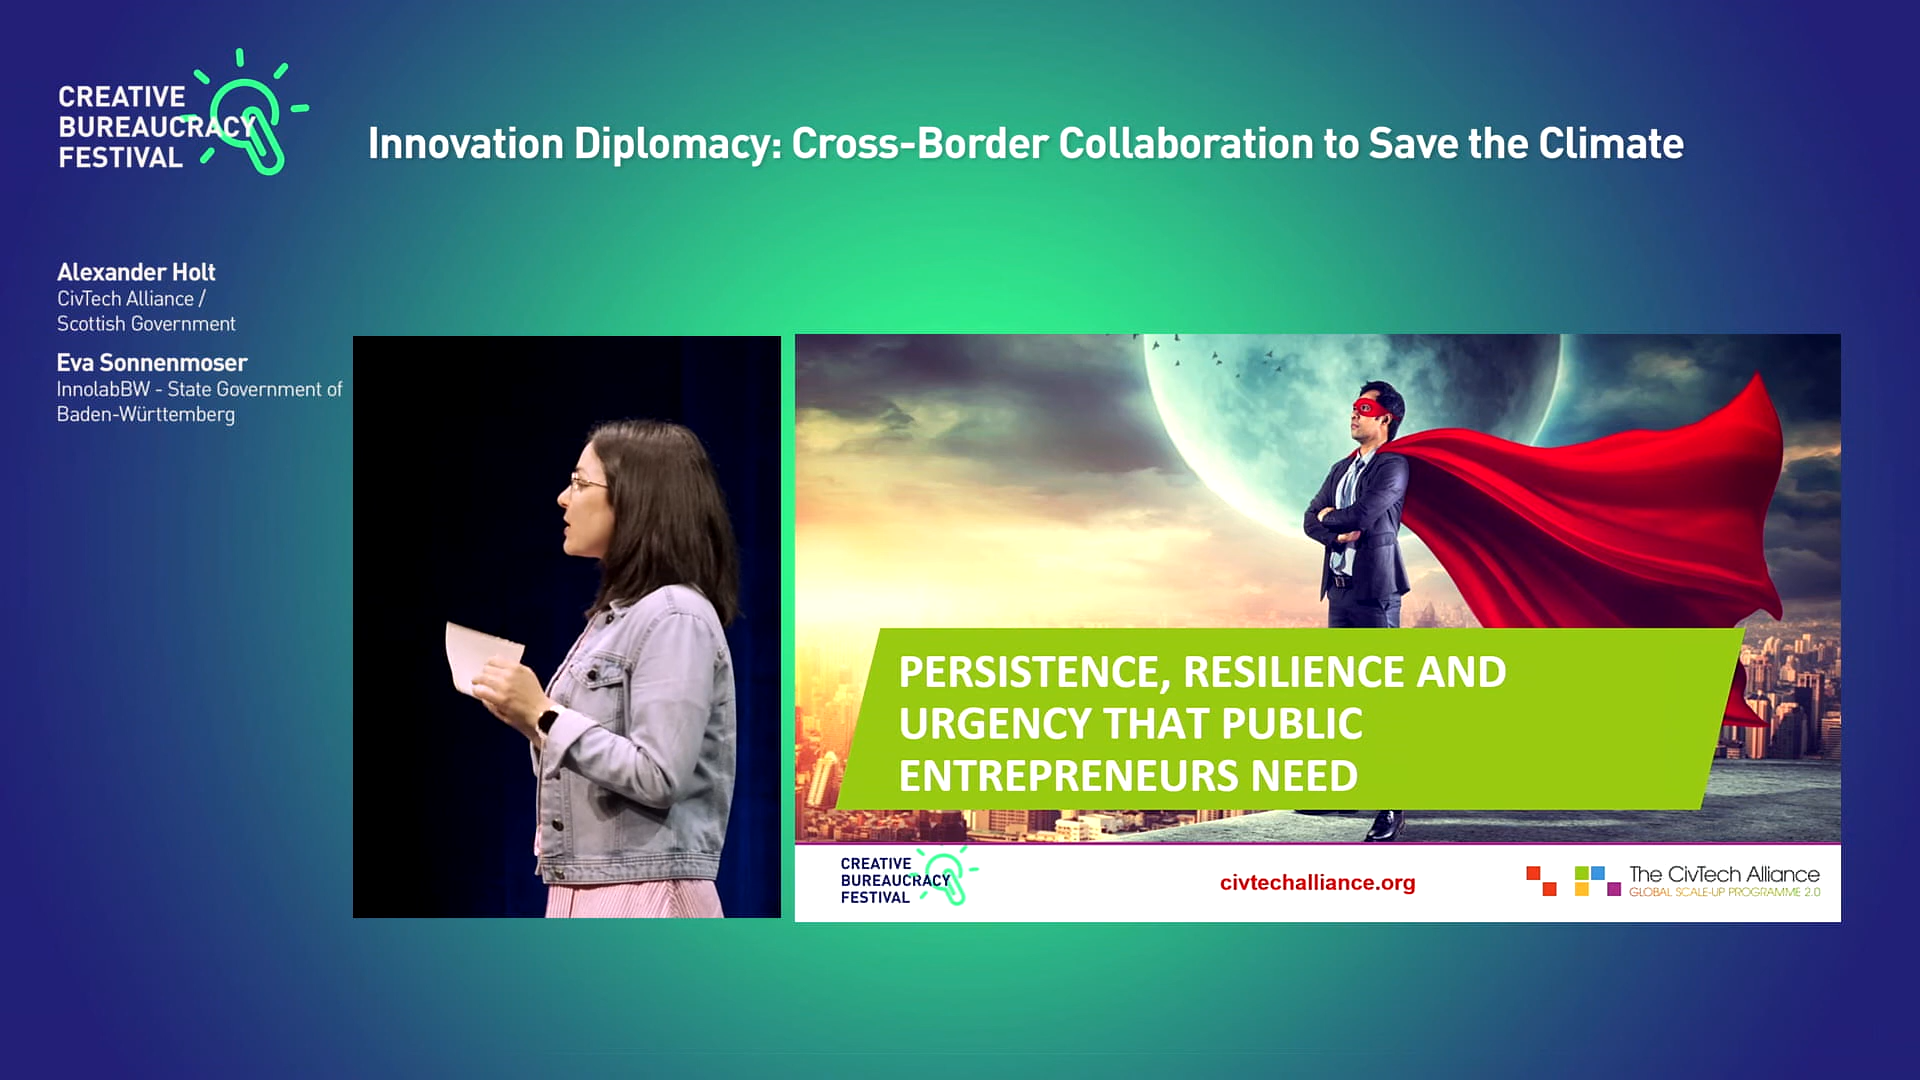 CREATIVE
BUREAUCRACY
FESTIVAL
Innovation Diplomacy: Cross-Border Collaboration to Save the Climate
Alexander Holt
CivTech Alliance /
Scottish Government
Eva Sonnenmoser
InnolabBW - State Government of
Baden-Württemberg
PERSISTENCE, RESILIENCE AND
URGENCY THAT PUBLIC
ENTREPRENEURS NEED
CREATIVE
BUREAUCRACY
FESTIVAL
civtechalliance.org
The CivTech Alliance
GLOBAL SCALE-UP PROGRAMME 2.0